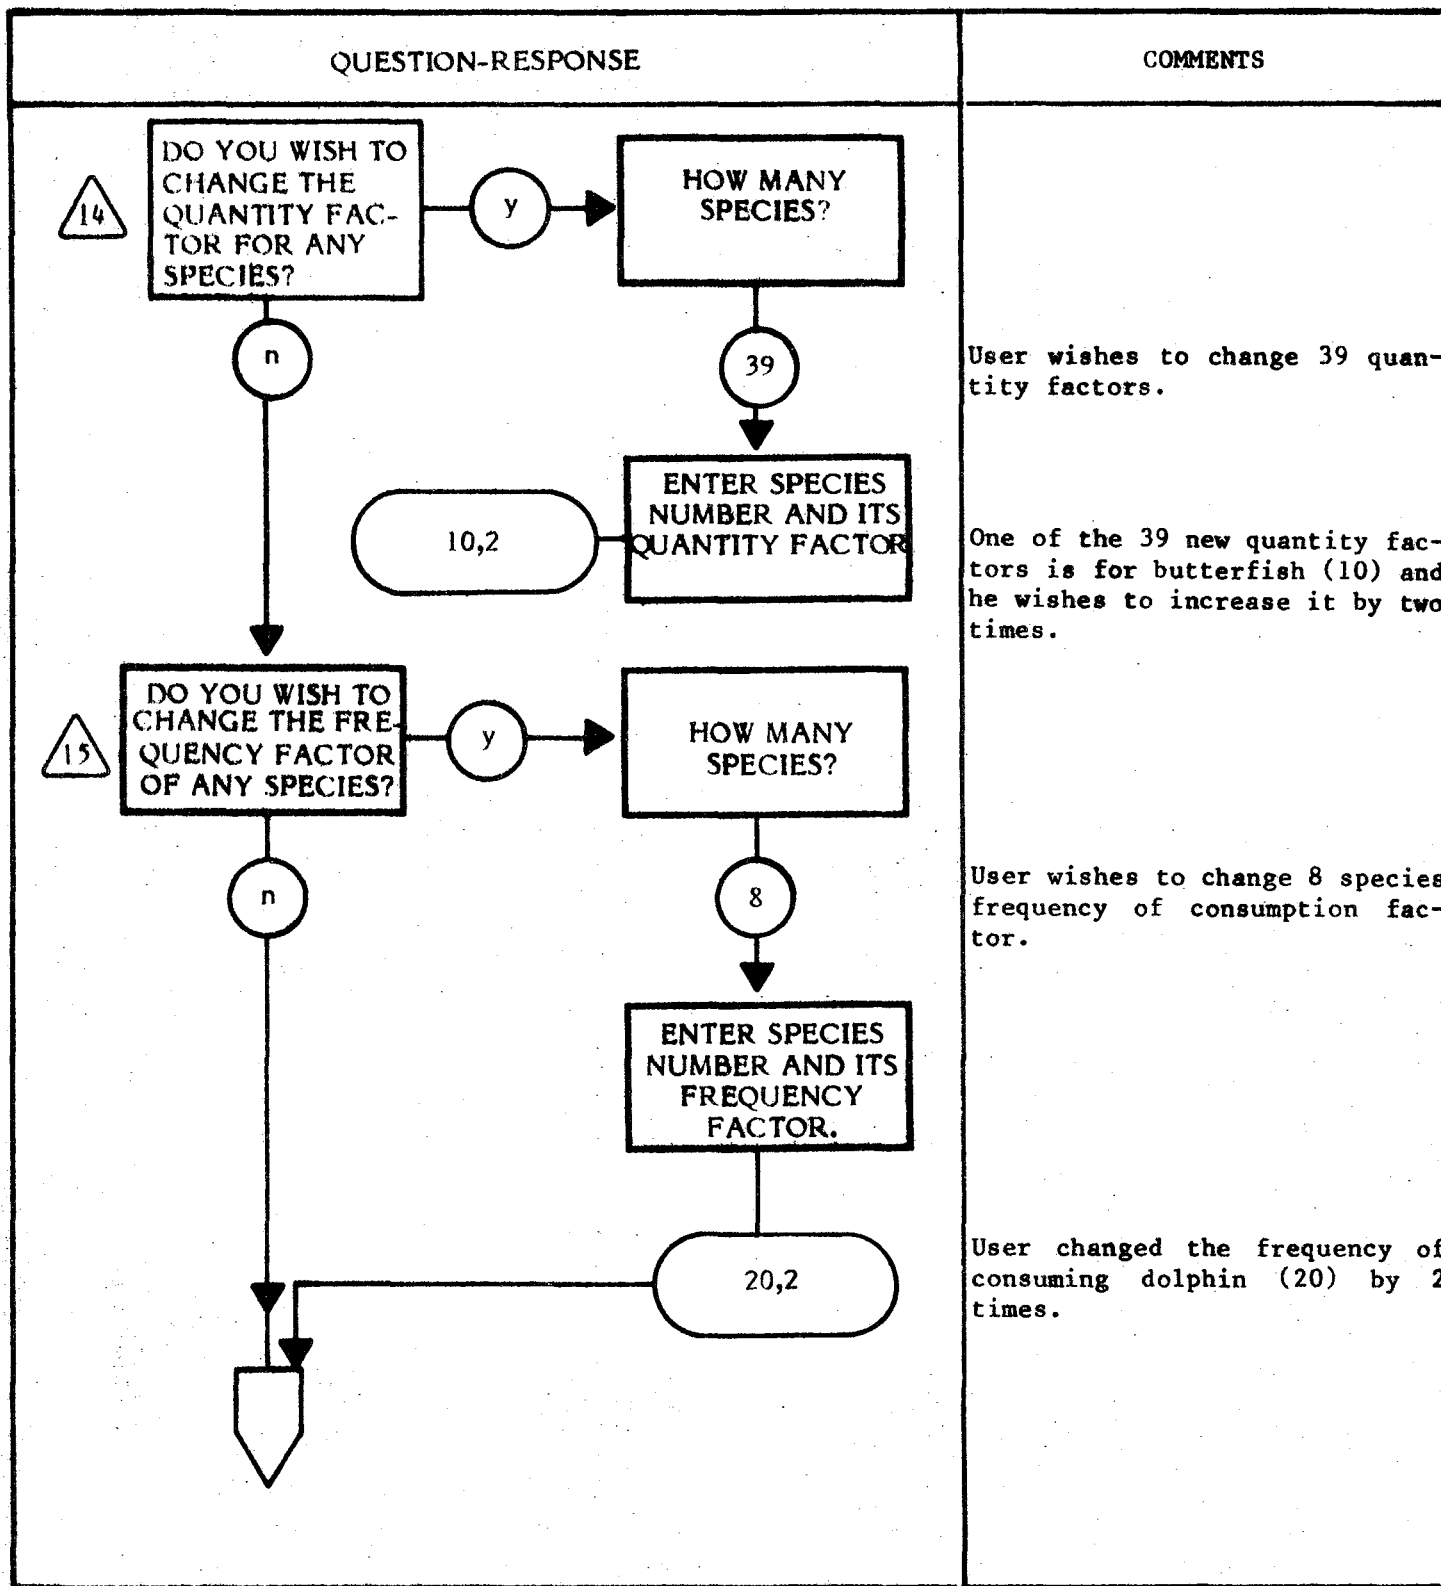 QUESTION-RESPONSE
COMMENTS
14
DO YOU WISH TO
CHANGE THE
QUANTITY FAC-
TOR FOR ANY
SPECIES?
y
HOW MANY
SPECIES?
n
39
User wishes to change 39 quan-
tity factors.
ENTER SPECIES
NUMBER AND ITS
QUANTITY FACTOR
10,2
One of the 39 new quantity fac-
tors is for butterfish (10) and
he wishes to increase it by two
times.
15
DO YOU WISH TO
CHANGE THE FRE-
QUENCY FACTOR
OF ANY SPECIES?
y
HOW MANY
SPECIES?
n
8
User wishes to change 8 species
frequency of consumption fac-
tor.
ENTER SPECIES
NUMBER AND ITS
FREQUENCY
FACTOR.
20,2
User changed the frequency of
consuming dolphin (20) by 2
times.